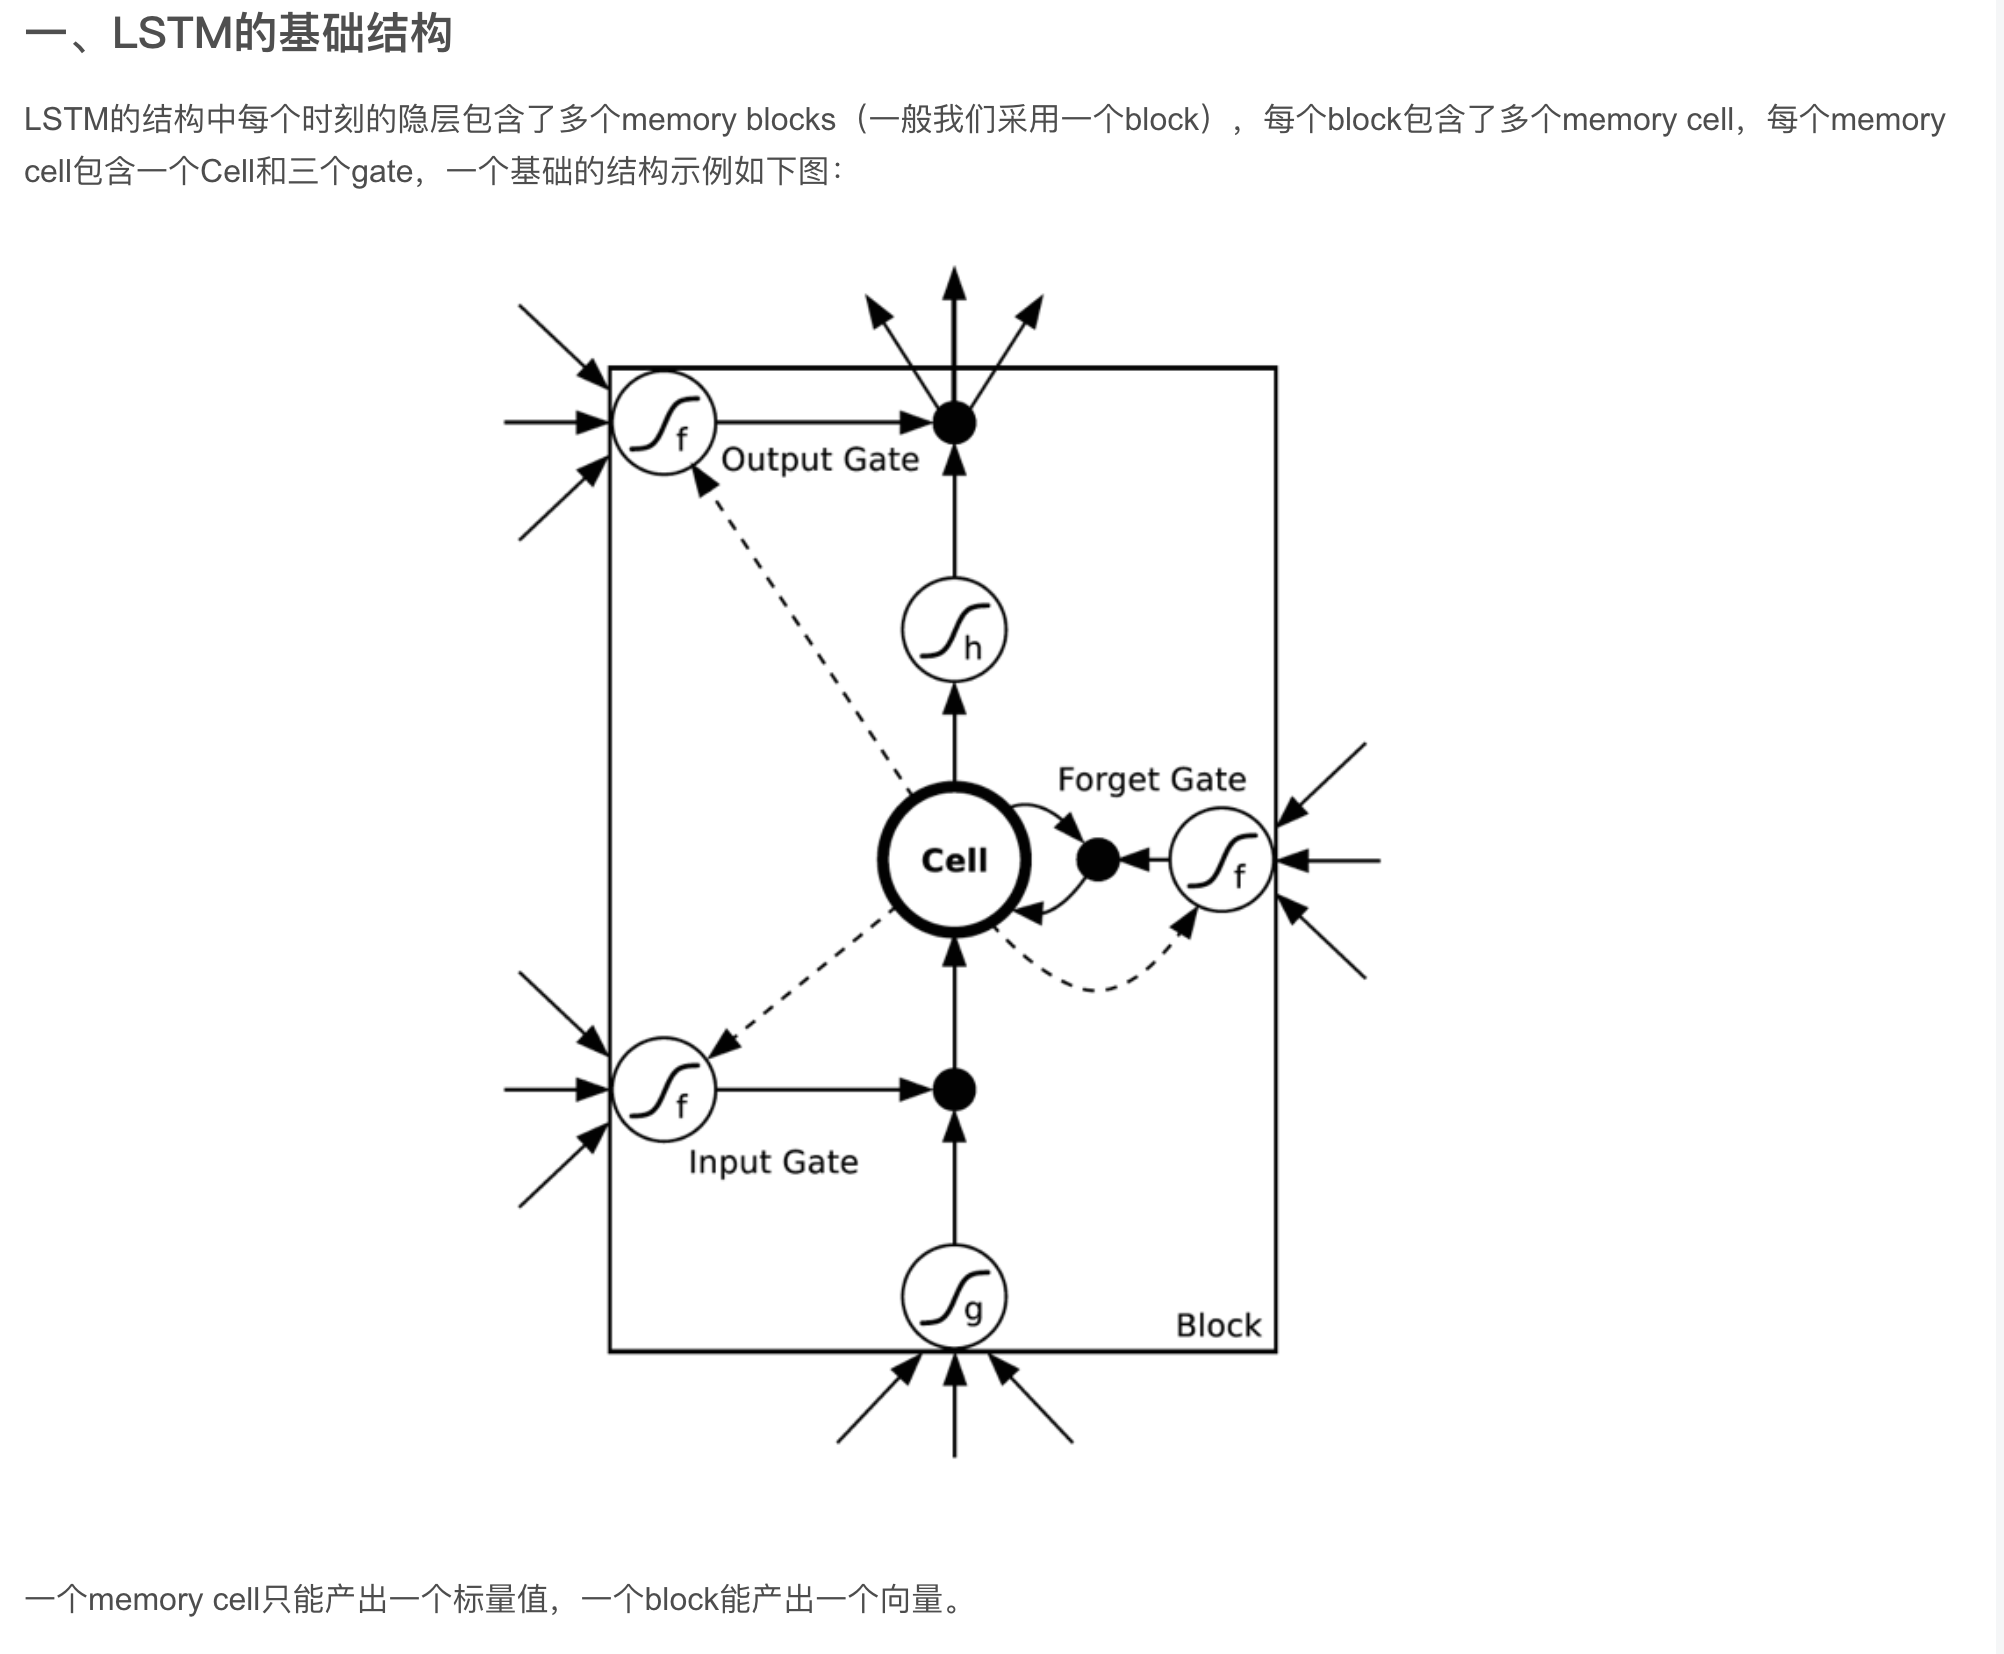 一、LSTM的基础结构
LSTM的结构中每个时刻的隐层包含了多个memory blocks（一般我们采用一个block），每个block包含了多个memory cell，每个memory
cell包含一个Cell和三个gate，一个基础的结构示例如下图：
f
Output Gate
h
Forget Gate
Cell
f
f
Input Gate
g
Block
一个memory cell只能产出一个标量值，一个block能产出一个向量。